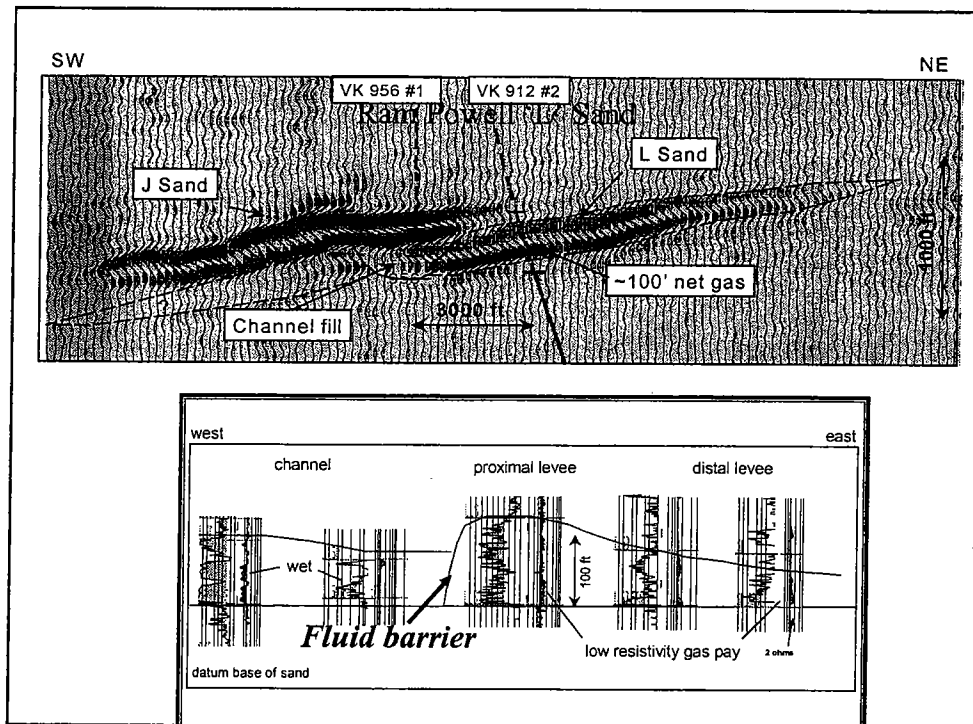 SW
NE
VK 956 #1
VK 912 #2
Ram Powell 'L' Sand
L Sand
J Sand
1000 ft
~100' net gas
3000 ft
Channel fill
?
west
east
channel
proximal levee
distal levee
wet
100 ft
Fluid barrier
low resistivity gas pay
2 ohms
datum base of sand